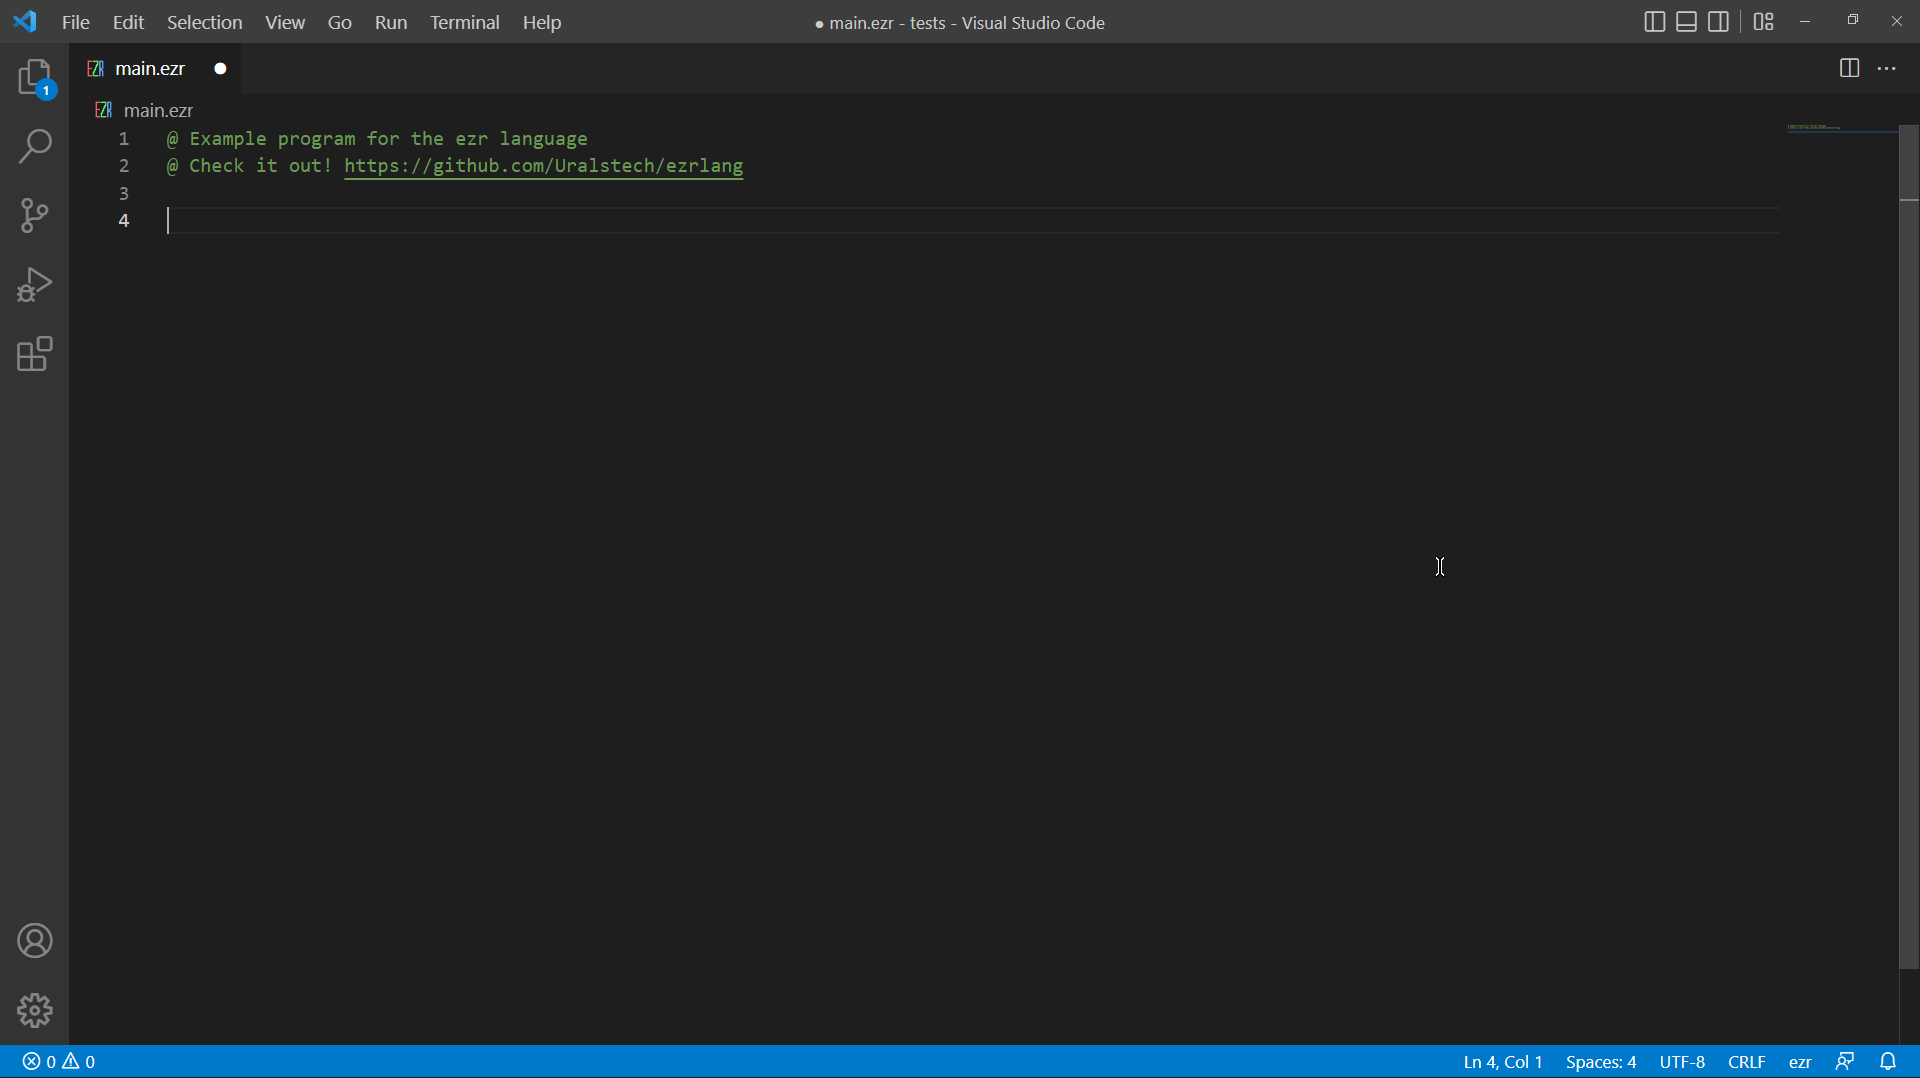 File Edit Selection View Go Run Terminal Help ● main.ezr - tests - Visual Studio Code
1 EZR main.ezr ●
EZR main.ezr
1 @ Example program for the ezr language
2 @ Check it out! https://github.com/Uralstech/ezrlang
3
4
0 0 Ln 4, Col 1 Spaces: 4 UTF-8 CRLF ezr